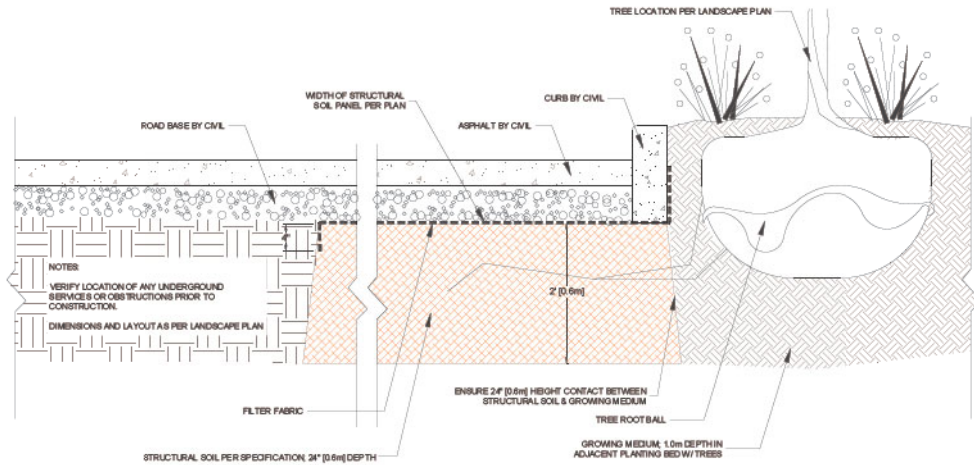 TREE LOCATION PER LANDSCAPE PLAN
WIDTH OF STRUCTURAL
SOIL PANEL PER PLAN
CURB BY CIVIL
ROAD BASE BY CIVIL
ASPHALT BY CIVIL
NOTES:
VERIFY LOCATION OF ANY UNDERGROUND
SERVICES OR OBSTRUCTIONS PRIOR TO
CONSTRUCTION.
DIMENSIONS AND LAYOUT AS PER LANDSCAPE PLAN
2' [0.6m]
ENSURE 24" [0.6m] HEIGHT CONTACT BETWEEN
STRUCTURAL SOIL & GROWING MEDIUM
FILTER FABRIC
TREE ROOT BALL
GROWING MEDIUM; 1.0m DEPTH IN
ADJACENT PLANTING BED W/ TREES
STRUCTURAL SOIL PER SPECIFICATION, 24" [0.6m] DEPTH